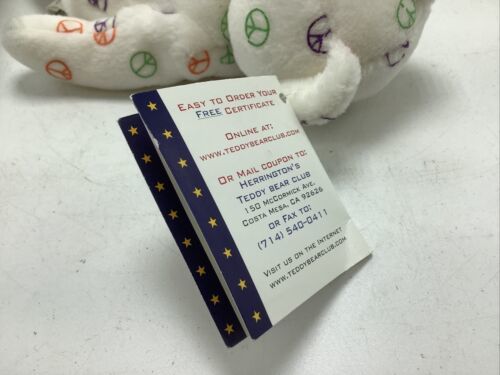 Easy to Order Your
Free Certificate
Online at:
www.teddybearclub.com
Or Mail coupon to:
Herrington's
Teddy bear club
150 McCormick Ave.
Costa Mesa, CA 92626
or Fax to:
(714) 540-0411
Visit us on the Internet
www.teddybearclub.com